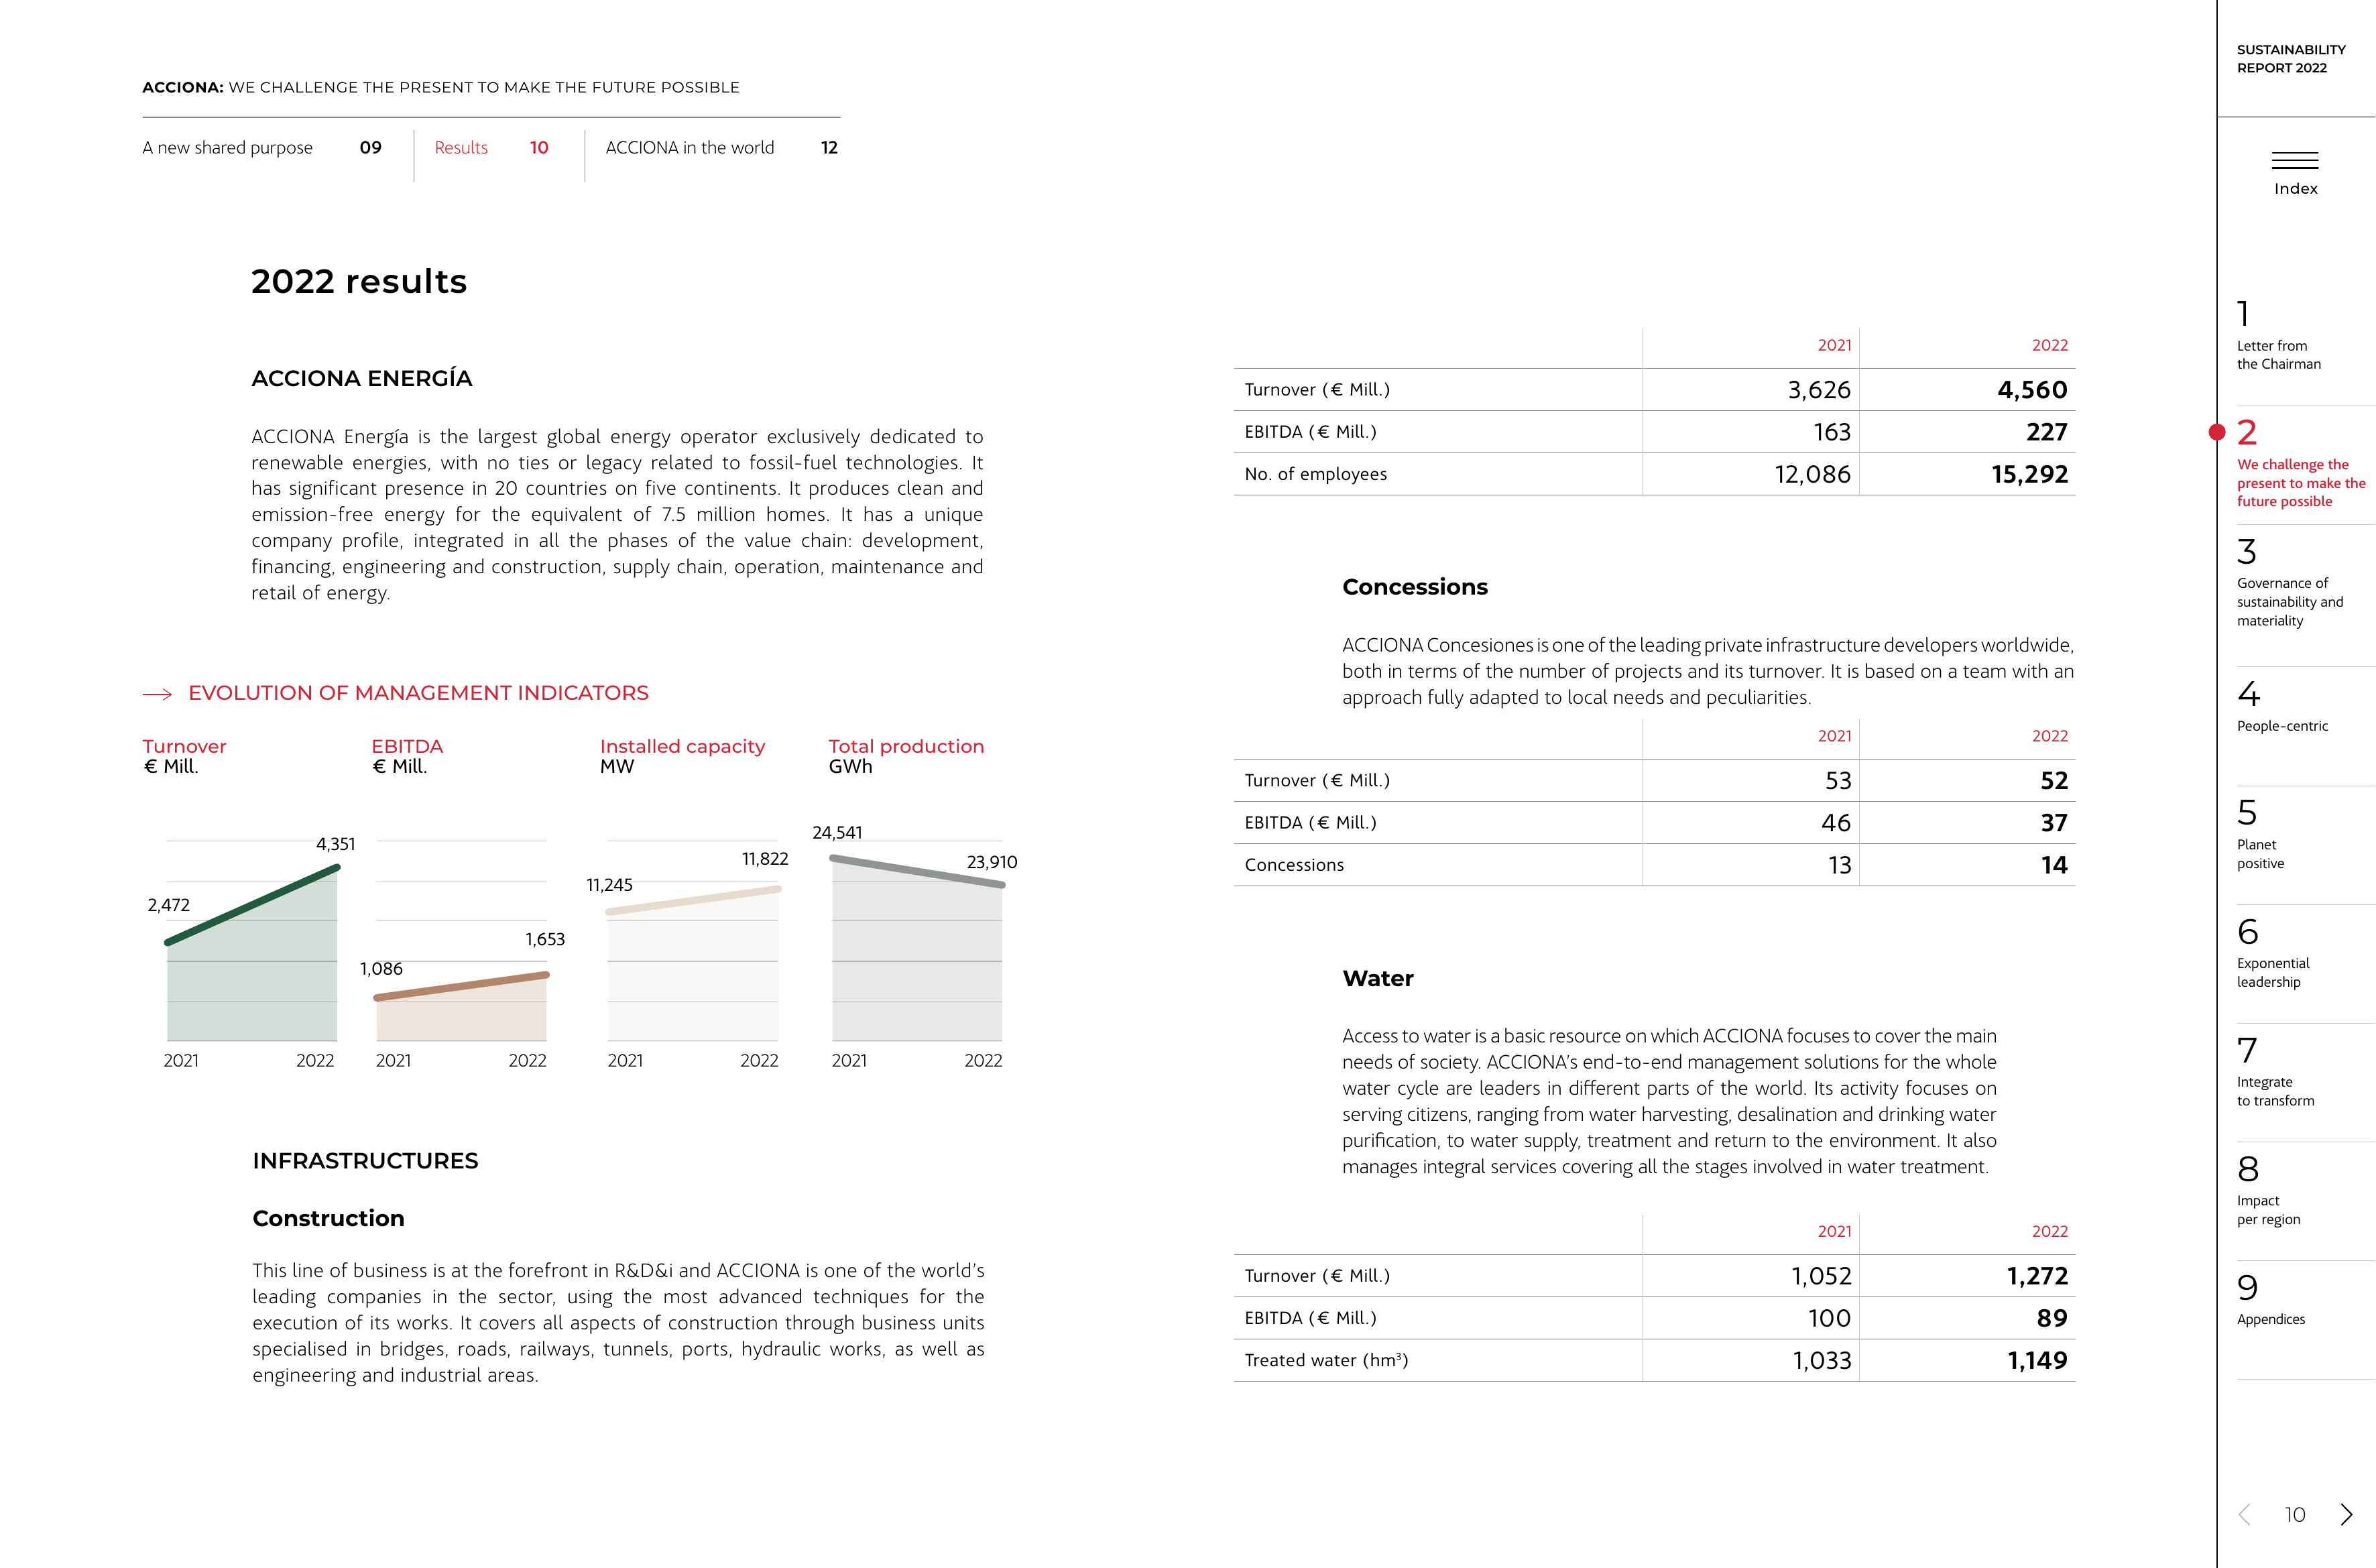 ACCIONA: WE CHALLENGE THE PRESENT TO MAKE THE FUTURE POSSIBLE
A new shared purpose 09
Results 10
ACCIONA in the world 12
2022 results
ACCIONA ENERGÍA
ACCIONA Energía is the largest global energy operator exclusively dedicated to
renewable energies, with no ties or legacy related to fossil-fuel technologies. It
has significant presence in 20 countries on five continents. It produces clean and
emission-free energy for the equivalent of 7.5 million homes. It has a unique
company profile, integrated in all the phases of the value chain: development,
financing, engineering and construction, supply chain, operation, maintenance and
retail of energy.
EVOLUTION OF MANAGEMENT INDICATORS
Turnover
€ Mill.
2,472
4,351
2021 2022
EBITDA
€ Mill.
1,086
1,653
2021 2022
Installed capacity
MW
11,245
11,822
2021 2022
Total production
GWh
24,541
23,910
2021 2022
INFRASTRUCTURES
Construction
This line of business is at the forefront in R&D&i and ACCIONA is one of the world's
leading companies in the sector, using the most advanced techniques for the
execution of its works. It covers all aspects of construction through business units
specialised in bridges, roads, railways, tunnels, ports, hydraulic works, as well as
engineering and industrial areas.
2021 2022
Turnover (€ Mill.) 3,626 4,560
EBITDA (€ Mill.) 163 227
No. of employees 12,086 15,292
Concessions
ACCIONA Concesiones is one of the leading private infrastructure developers worldwide,
both in terms of the number of projects and its turnover. It is based on a team with an
approach fully adapted to local needs and peculiarities.
2021 2022
Turnover (€ Mill.) 53 52
EBITDA (€ Mill.) 46 37
Concessions 13 14
Water
Access to water is a basic resource on which ACCIONA focuses to cover the main
needs of society. ACCIONA's end-to-end management solutions for the whole
water cycle are leaders in different parts of the world. Its activity focuses on
serving citizens, ranging from water harvesting, desalination and drinking water
purification, to water supply, treatment and return to the environment. It also
manages integral services covering all the stages involved in water treatment.
2021 2022
Turnover (€ Mill.) 1,052 1,272
EBITDA (€ Mill.) 100 89
Treated water (hm³) 1,033 1,149
SUSTAINABILITY
REPORT 2022
Index
1
Letter from
the Chairman
2
We challenge the
present to make the
future possible
3
Governance of
sustainability and
materiality
4
People-centric
5
Planet
positive
6
Exponential
leadership
7
Integrate
to transform
8
Impact
per region
9
Appendices
10